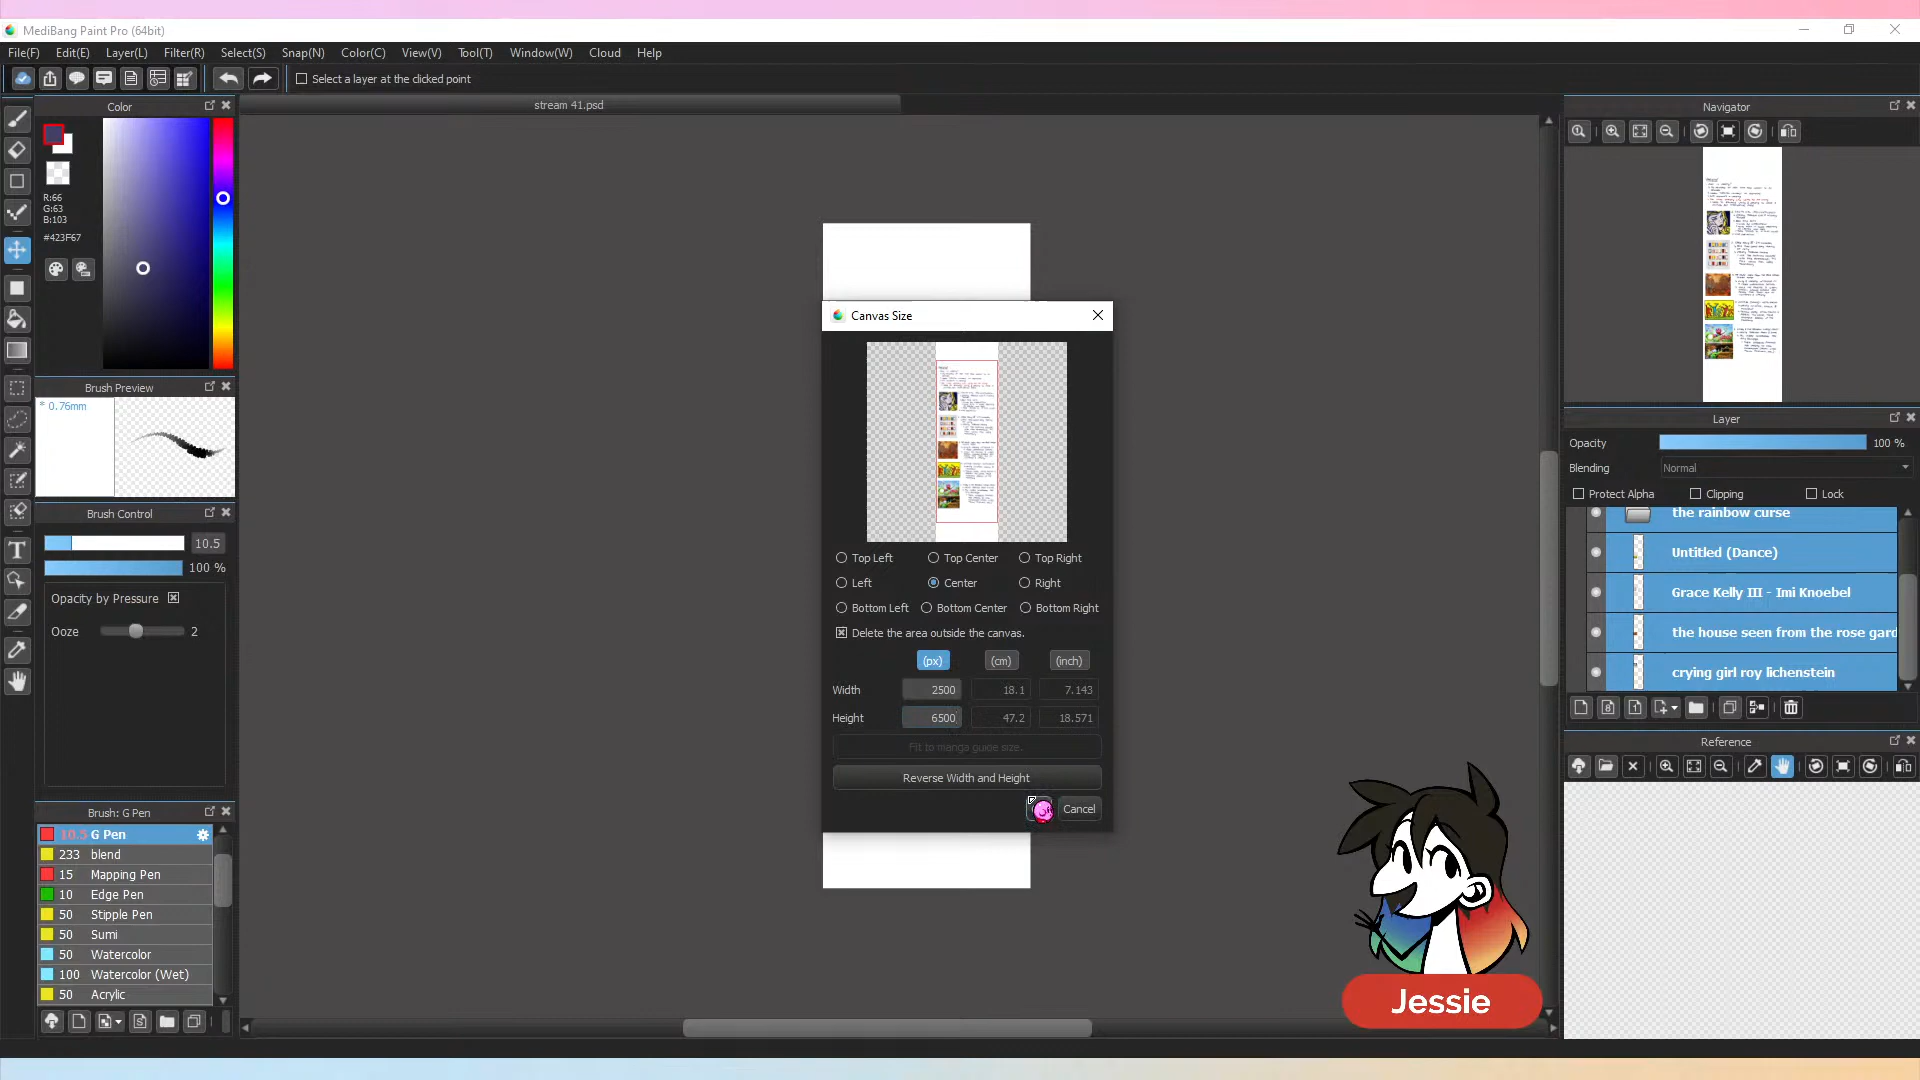 MediBang Paint Pro (64bit)
File(F) Edit(E) Layer(L) Filter(R) Select(S) Snap(N) Color(C) View(V) Tool(T) Window(W) Cloud Help
Select a layer at the clicked point
Color
stream 41.psd
Navigator
R:66
G:63
B:103
#423F67
Brush Preview
* 0.76mm
Brush Control
10.5
100 %
Opacity by Pressure
Ooze 2
Brush: G Pen
10.5 G Pen
233 blend
15 Mapping Pen
10 Edge Pen
50 Stipple Pen
50 Sumi
50 Watercolor
100 Watercolor (Wet)
50 Acrylic
Canvas Size
Top Left Top Center Top Right
Left Center Right
Bottom Left Bottom Center Bottom Right
Delete the area outside the canvas.
(px) (cm) (inch)
Width 2500 18.1 7.143
Height 6500 47.2 18.571
Fit to manga guide size.
Reverse Width and Height
Cancel
Layer
Opacity 100 %
Blending Normal
Protect Alpha Clipping Lock
the rainbow curse
Untitled (Dance)
Grace Kelly III - Imi Knoebel
the house seen from the rose gard
crying girl roy lichenstein
Reference
Jessie